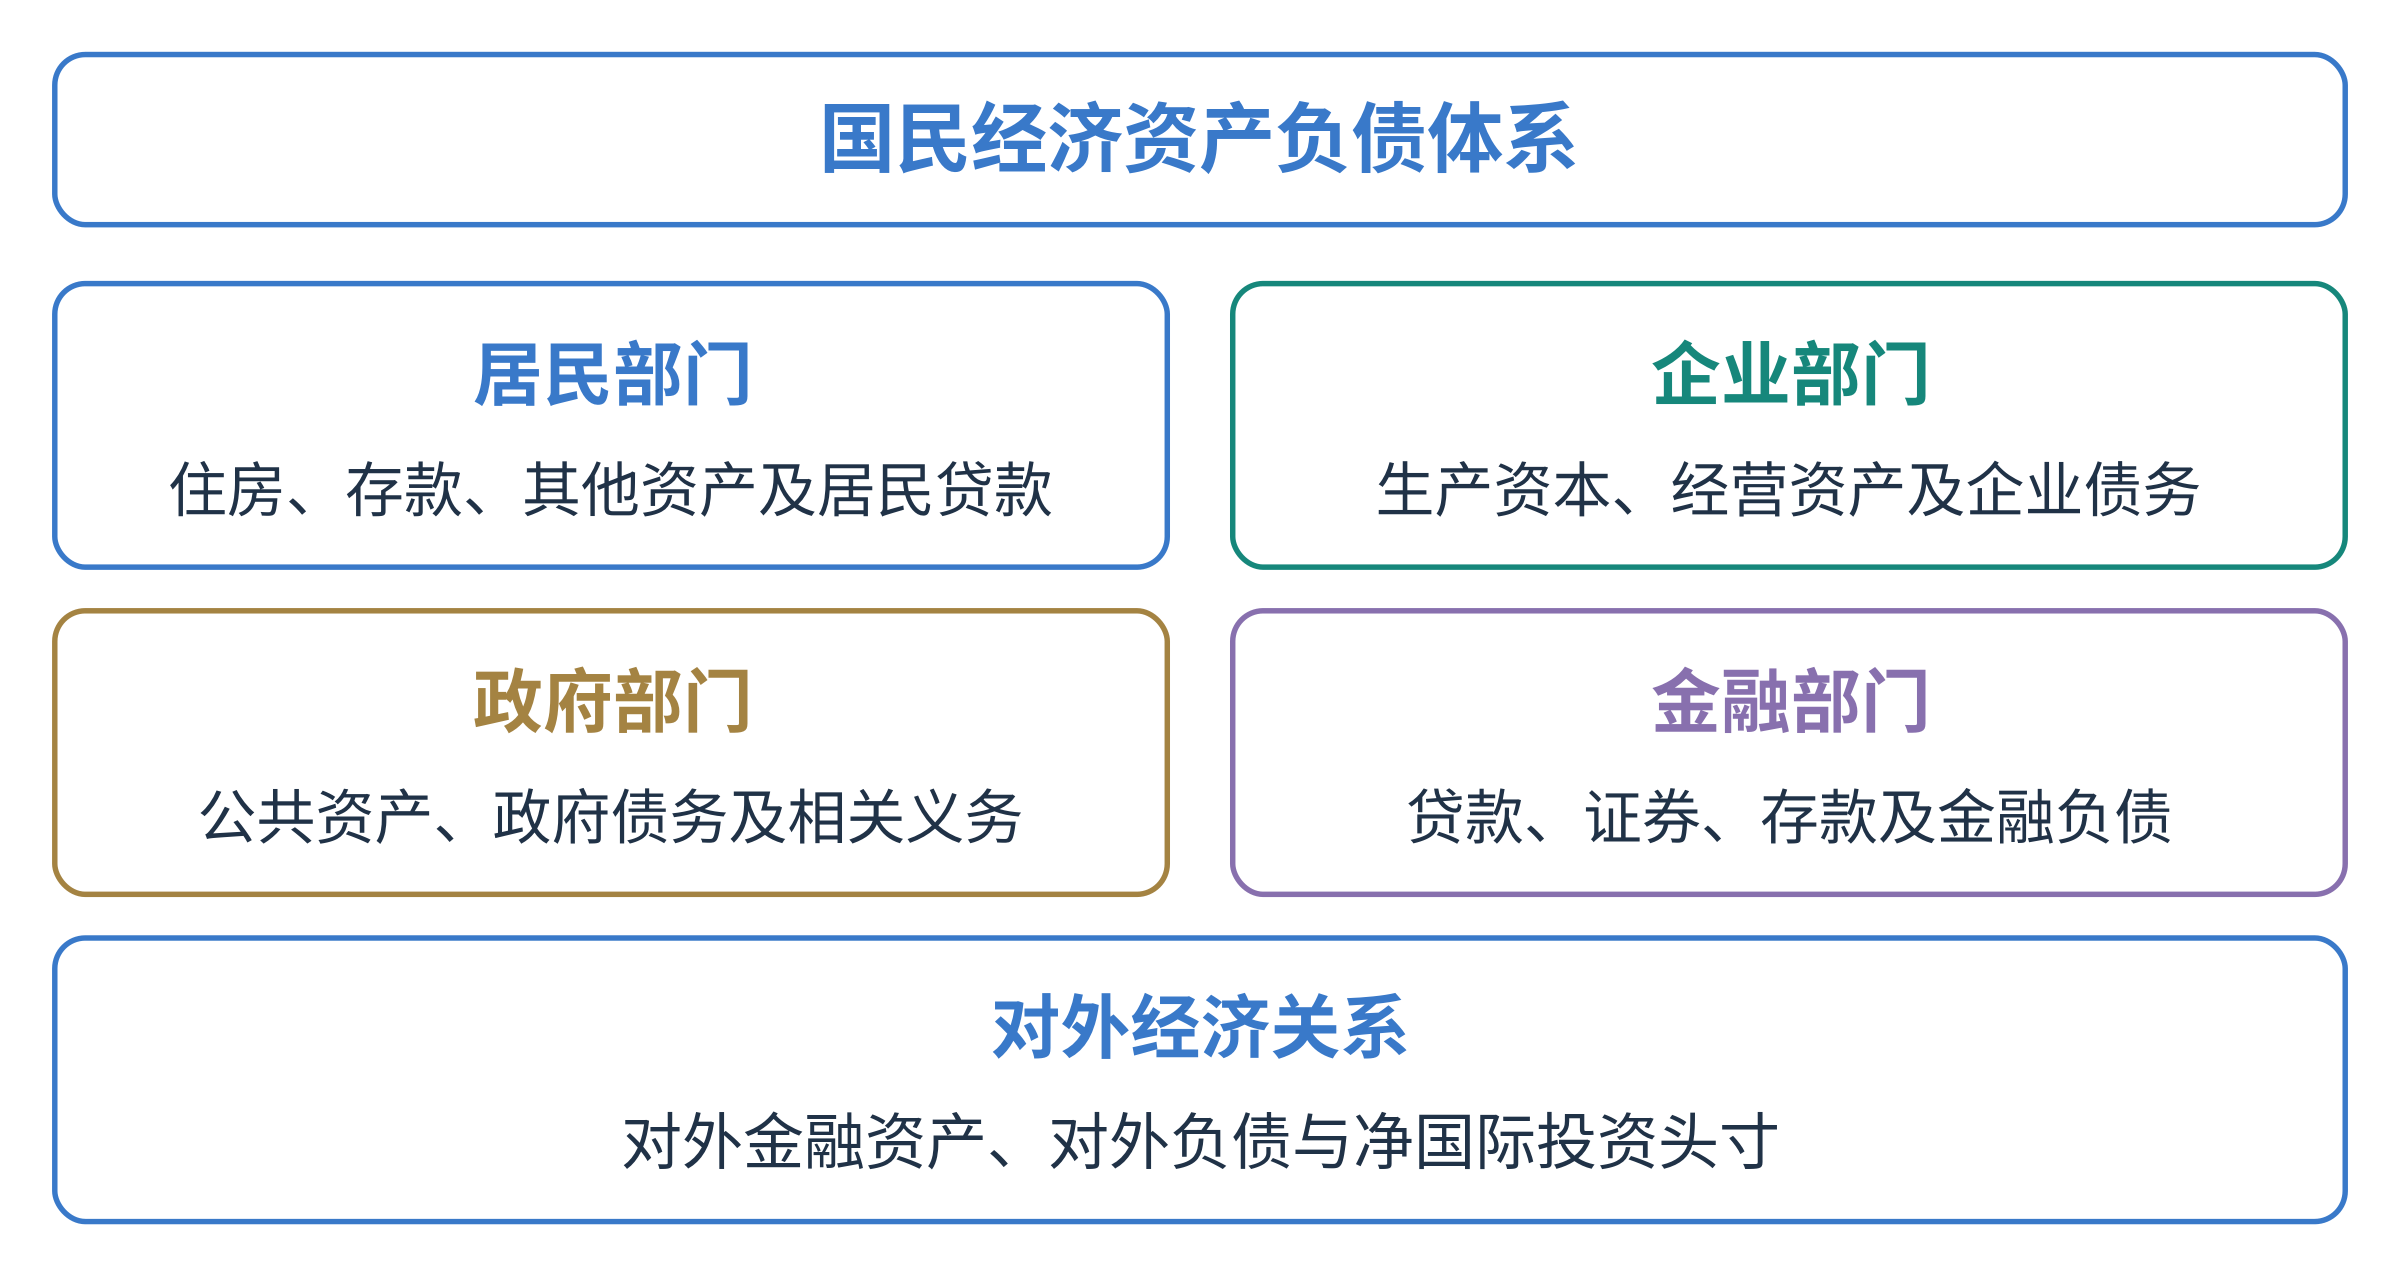 国民经济资产负债体系
居民部门
住房、存款、其他资产及居民贷款
企业部门
生产资本、经营资产及企业债务
政府部门
公共资产、政府债务及相关义务
金融部门
贷款、证券、存款及金融负债
对外经济关系
对外金融资产、对外负债与净国际投资头寸